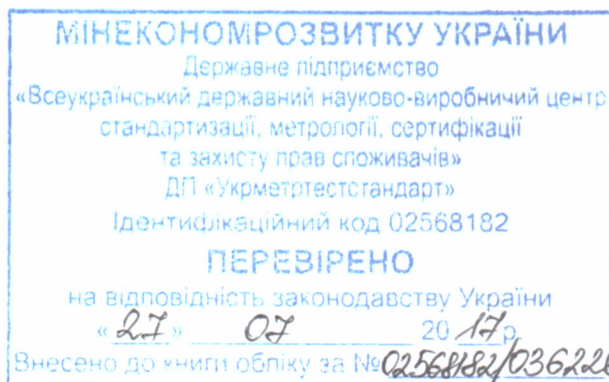 МІНЕКОНОМРОЗВИТКУ УКРАЇНИ
Державне підприємство
«Всеукраїнський державний науково-виробничий центр
стандартизації, метрології, сертифікації
та захисту прав споживачів»
ДП «Укрметртестстандарт»
Ідентифікаційний код 02568182
ПЕРЕВІРЕНО
на відповідність законодавству України
«27» 07 2017р.
Внесено до книги обліку за №02568182/036226